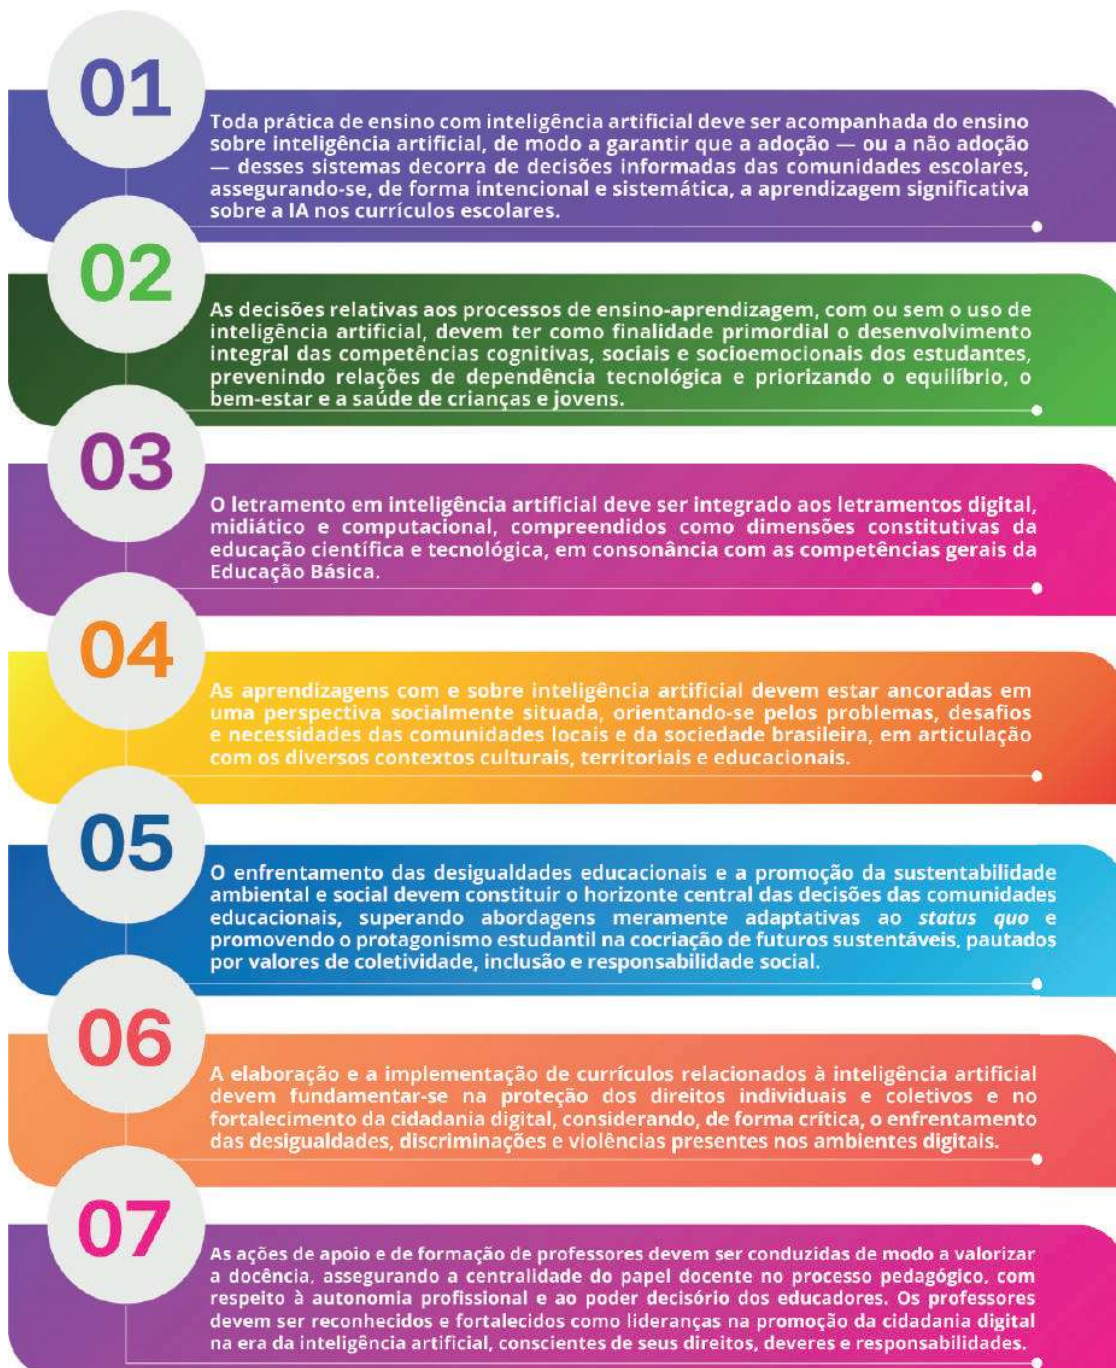 01
Toda prática de ensino com inteligência artificial deve ser acompanhada do ensino
sobre inteligência artificial, de modo a garantir que a adoção — ou a não adoção
— desses sistemas decorra de decisões informadas das comunidades escolares,
assegurando-se, de forma intencional e sistemática, a aprendizagem significativa
sobre a IA nos currículos escolares.
02
As decisões relativas aos processos de ensino-aprendizagem, com ou sem o uso de
inteligência artificial, devem ter como finalidade primordial o desenvolvimento
integral das competências cognitivas, sociais e socioemocionais dos estudantes,
prevenindo relações de dependência tecnológica e priorizando o equilíbrio, o
bem-estar e a saúde de crianças e jovens.
03
O letramento em inteligência artificial deve ser integrado aos letramentos digital,
midiático e computacional, compreendidos como dimensões constitutivas da
educação científica e tecnológica, em consonância com as competências gerais da
Educação Básica.
04
As aprendizagens com e sobre inteligência artificial devem estar ancoradas em
uma perspectiva socialmente situada, orientando-se pelos problemas, desafios
e necessidades das comunidades locais e da sociedade brasileira, em articulação
com os diversos contextos culturais, territoriais e educacionais.
05
O enfrentamento das desigualdades educacionais e a promoção da sustentabilidade
ambiental e social devem constituir o horizonte central das decisões das comunidades
educacionais, superando abordagens meramente adaptativas ao status quo e
promovendo o protagonismo estudantil na cocriação de futuros sustentáveis, pautados
por valores de coletividade, inclusão e responsabilidade social.
06
A elaboração e a implementação de currículos relacionados à inteligência artificial
devem fundamentar-se na proteção dos direitos individuais e coletivos e no
fortalecimento da cidadania digital, considerando, de forma crítica, o enfrentamento
das desigualdades, discriminações e violências presentes nos ambientes digitais.
07
As ações de apoio e de formação de professores devem ser conduzidas de modo a valorizar
a docência, assegurando a centralidade do papel docente no processo pedagógico, com
respeito à autonomia profissional e ao poder decisório dos educadores. Os professores
devem ser reconhecidos e fortalecidos como lideranças na promoção da cidadania digital
na era da inteligência artificial, conscientes de seus direitos, deveres e responsabilidades.